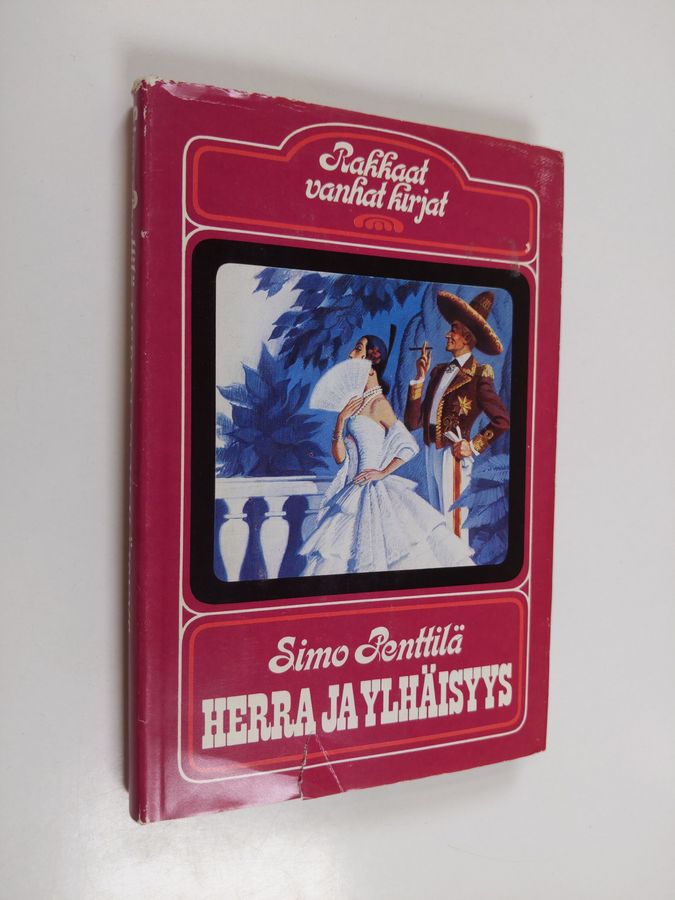 Rakkaat
vanhat kirjat
Simo Penttilä
HERRA JA YLHÄISYYS